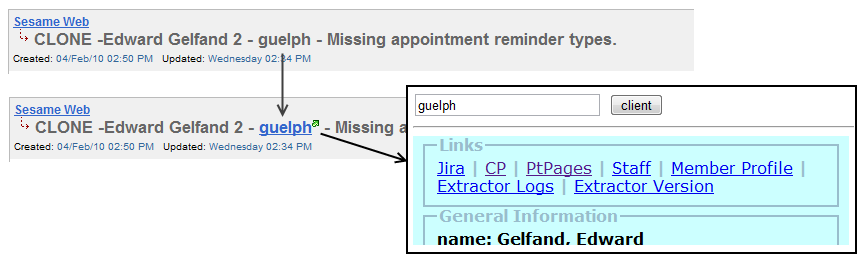 Sesame Web
CLONE -Edward Gelfand 2 - guelph - Missing appointment reminder types.
Created: 04/Feb/10 02:50 PM Updated: Wednesday 02:34 PM
Sesame Web
CLONE -Edward Gelfand 2 - guelph - Missing a
Created: 04/Feb/10 02:50 PM Updated: Wednesday 02:34 PM
guelph client
Links
Jira | CP | PtPages | Staff | Member Profile |
Extractor Logs | Extractor Version
General Information
name: Gelfand, Edward